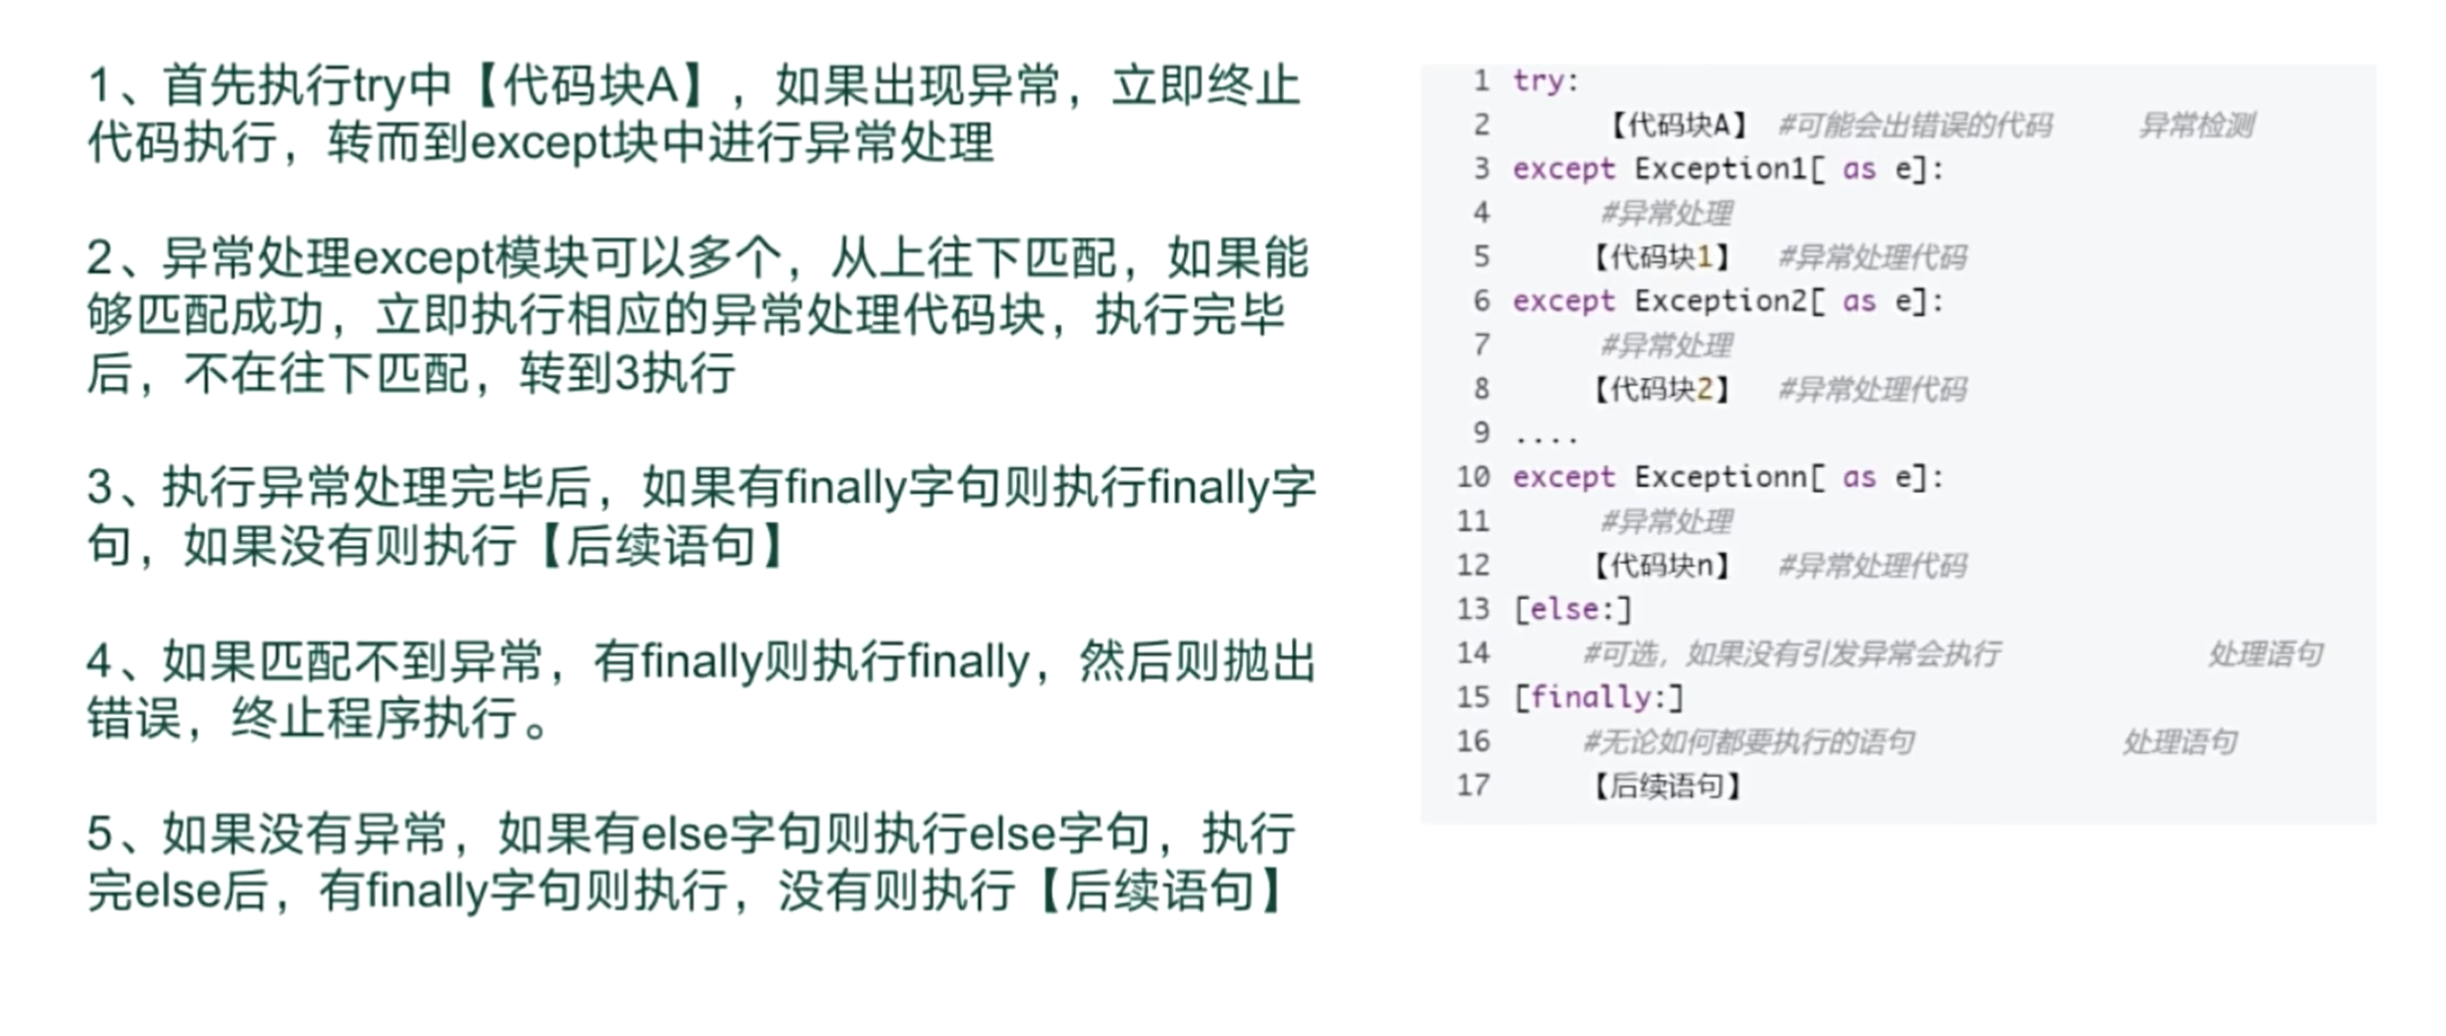 1、首先执行try中【代码块A】，如果出现异常，立即终止
代码执行，转而到except块中进行异常处理
2、异常处理except模块可以多个，从上往下匹配，如果能
够匹配成功，立即执行相应的异常处理代码块，执行完毕
后，不在往下匹配，转到3执行
3、执行异常处理完毕后，如果有finally字句则执行finally字
句，如果没有则执行【后续语句】
4、如果匹配不到异常，有finally则执行finally，然后则抛出
错误，终止程序执行。
5、如果没有异常，如果有else字句则执行else字句，执行
完else后，有finally字句则执行，没有则执行【后续语句】
1 try:
2 【代码块A】 #可能会出错误的代码 异常检测
3 except Exception1[ as e]:
4 #异常处理
5 【代码块1】 #异常处理代码
6 except Exception2[ as e]:
7 #异常处理
8 【代码块2】 #异常处理代码
9 ....
10 except Exceptionn[ as e]:
11 #异常处理
12 【代码块n】 #异常处理代码
13 [else:]
14 #可选，如果没有引发异常会执行 处理语句
15 [finally:]
16 #无论如何都要执行的语句 处理语句
17 【后续语句】